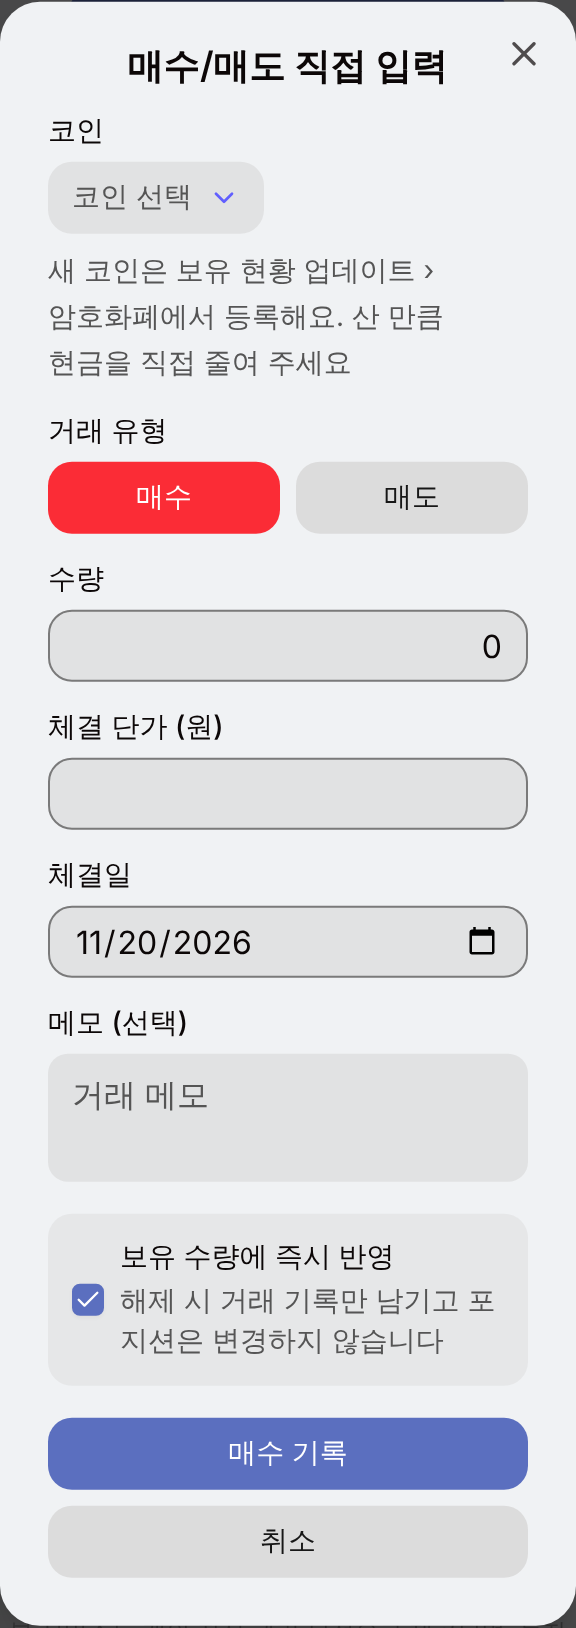 매수/매도 직접 입력
코인
코인 선택
새 코인은 보유 현황 업데이트 ›
암호화폐에서 등록해요. 산 만큼
현금을 직접 줄여 주세요
거래 유형
매수
매도
수량
0
체결 단가 (원)
체결일
11/20/2026
메모 (선택)
거래 메모
보유 수량에 즉시 반영
해제 시 거래 기록만 남기고 포
지션은 변경하지 않습니다
매수 기록
취소